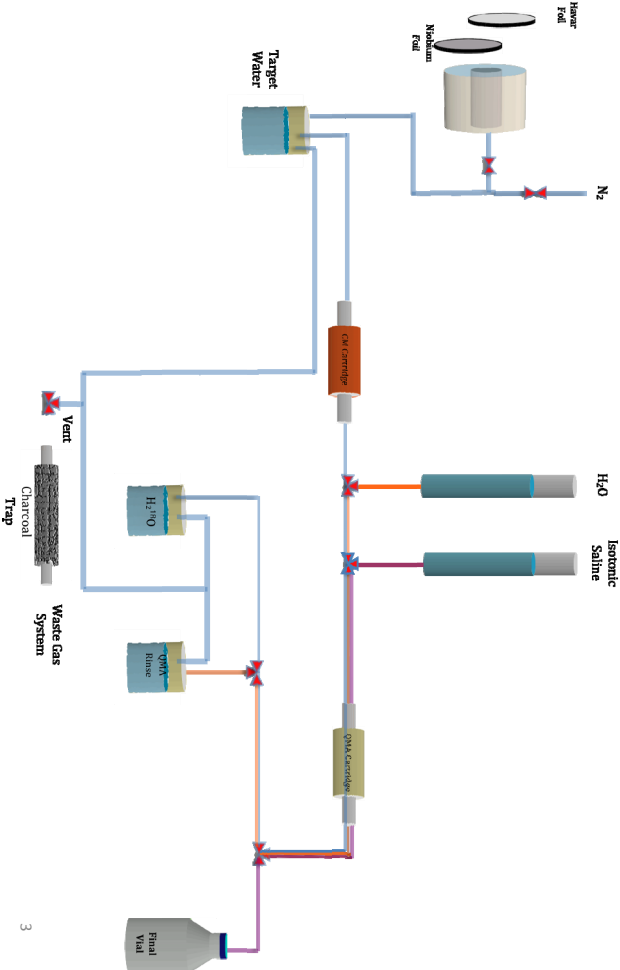 Havar
Foil
N₂
H₂O
Isotonic
Saline
Niobium
Foil
CM Cartridge
QMA Cartridge
Target
Water
H₂¹⁸O
QMA
Rinse
Final
Vial
Vent
Waste Gas
System
Charcoal
Trap
3